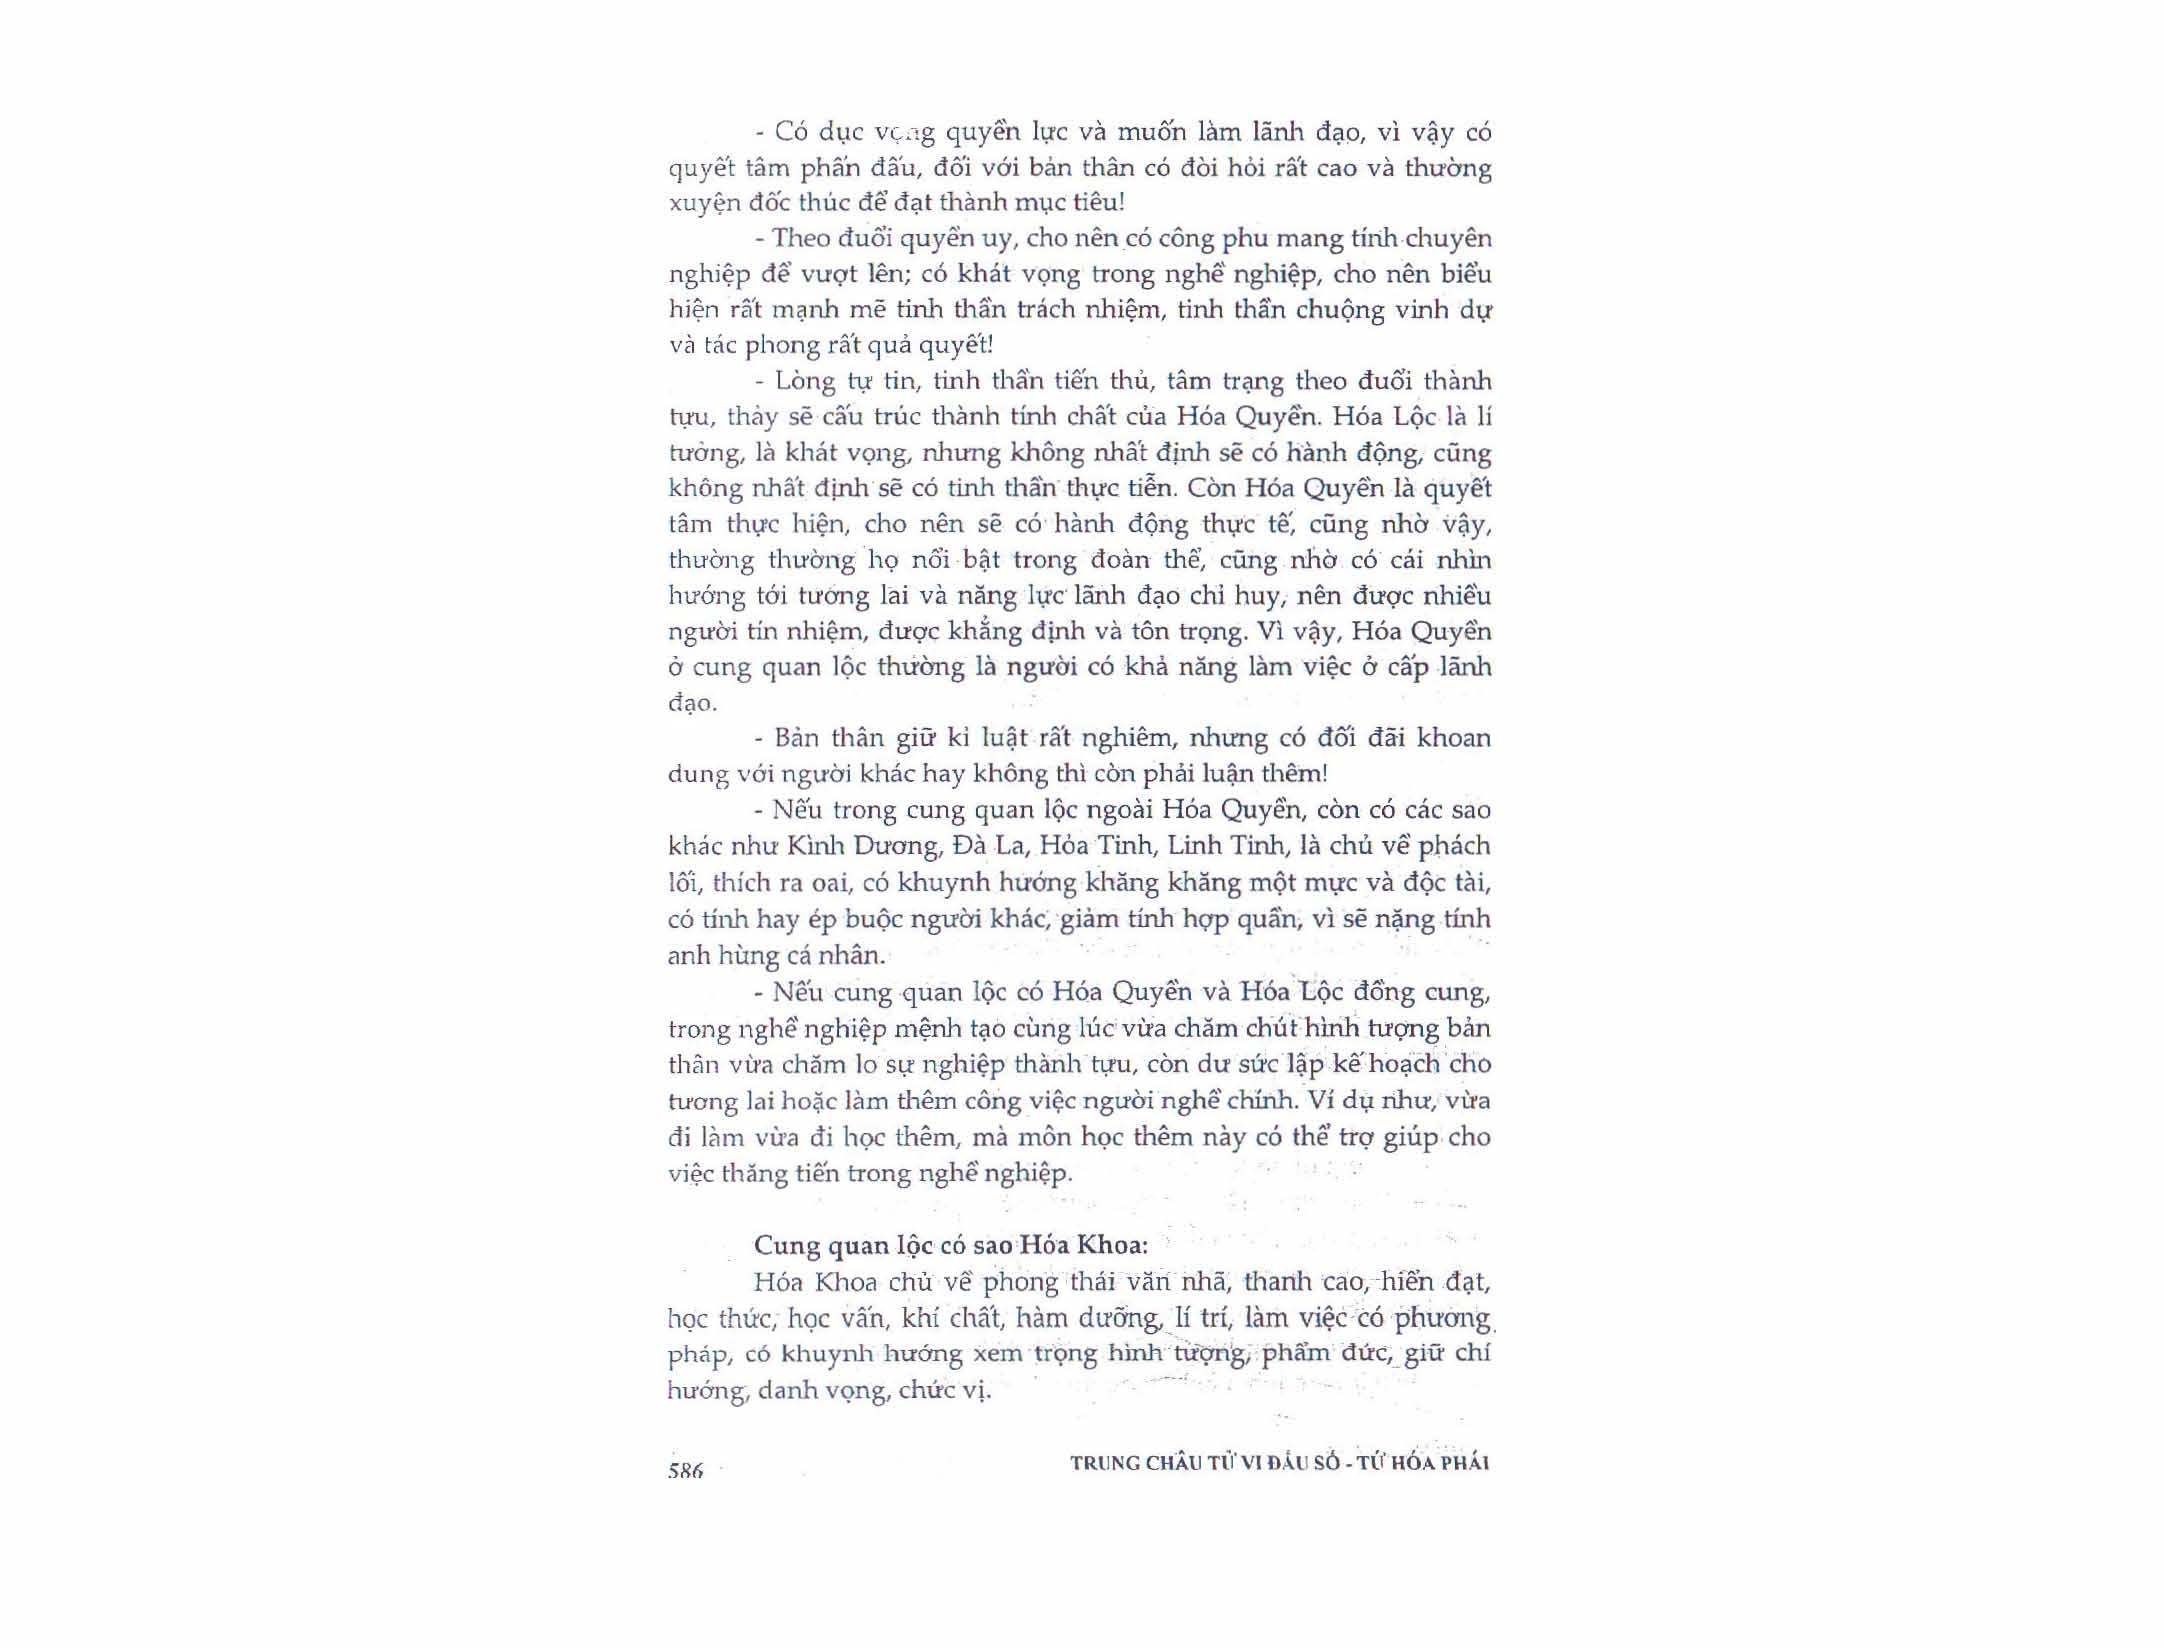 - Có dục vọng quyền lực và muốn làm lãnh đạo, vì vậy có
quyết tâm phấn đấu, đối với bản thân có đòi hỏi rất cao và thường
xuyện đốc thúc để đạt thành mục tiêu!
- Theo đuổi quyền uy, cho nên có công phu mang tính chuyên
nghiệp để vượt lên; có khát vọng trong nghề nghiệp, cho nên biểu
hiện rất mạnh mẽ tinh thần trách nhiệm, tinh thần chuộng vinh dự
và tác phong rất quả quyết!
- Lòng tự tin, tinh thần tiến thủ, tâm trạng theo đuổi thành
tựu, thảy sẽ cấu trúc thành tính chất của Hóa Quyền. Hóa Lộc là lí
tưởng, là khát vọng, nhưng không nhất định sẽ có hành động, cũng
không nhất định sẽ có tinh thần thực tiễn. Còn Hóa Quyền là quyết
tâm thực hiện, cho nên sẽ có hành động thực tế, cũng nhờ vậy,
thường thường họ nổi bật trong đoàn thể, cũng nhờ có cái nhìn
hướng tới tương lai và năng lực lãnh đạo chỉ huy, nên được nhiều
người tín nhiệm, được khẳng định và tôn trọng. Vì vậy, Hóa Quyền
ở cung quan lộc thường là người có khả năng làm việc ở cấp lãnh
đạo.
- Bản thân giữ kỉ luật rất nghiêm, nhưng có đối đãi khoan
dung với người khác hay không thì còn phải luận thêm!
- Nếu trong cung quan lộc ngoài Hóa Quyền, còn có các sao
khác như Kình Dương, Đà La, Hỏa Tinh, Linh Tinh, là chủ về phách
lối, thích ra oai, có khuynh hướng khăng khăng một mực và độc tài,
có tính hay ép buộc người khác, giảm tính hợp quần, vì sẽ nặng tính
anh hùng cá nhân.
- Nếu cung quan lộc có Hóa Quyền và Hóa Lộc đồng cung,
trong nghề nghiệp mệnh tạo cùng lúc vừa chăm chút hình tượng bản
thân vừa chăm lo sự nghiệp thành tựu, còn dư sức lập kế hoạch cho
tương lai hoặc làm thêm công việc người nghề chính. Ví dụ như, vừa
đi làm vừa đi học thêm, mà môn học thêm này có thể trợ giúp cho
việc thăng tiến trong nghề nghiệp.
Cung quan lộc có sao Hóa Khoa:
Hóa Khoa chủ về phong thái văn nhã, thanh cao, hiển đạt,
học thức, học vấn, khí chất, hàm dưỡng, lí trí, làm việc có phương
pháp, có khuynh hướng xem trọng hình tượng, phẩm đức, giữ chí
hướng, danh vọng, chức vị.
586
TRUNG CHÂU TỬ VI ĐẨU SỐ - TỨ HÓA PHÁI